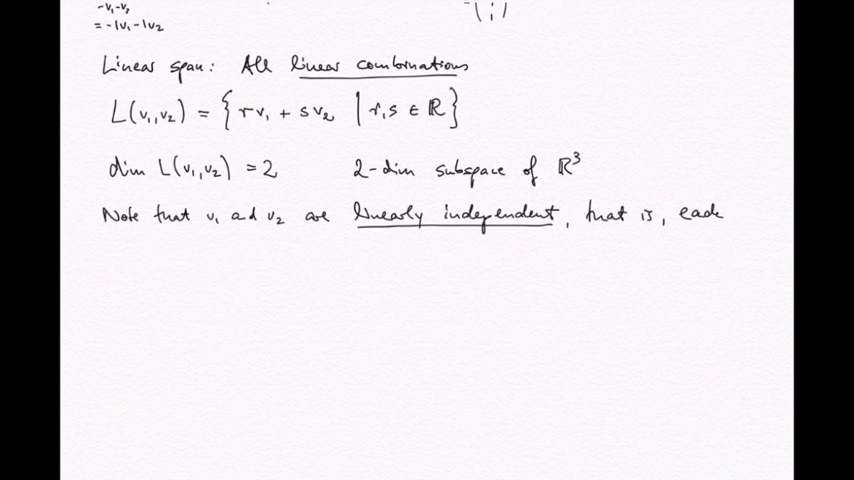 -v₁-v₂
= -1v₁ -1v₂
Linear span: All linear combinations
L(v₁,v₂) = { rv₁ + sv₂ | r,s ∈ ℝ}
dim L(v₁,v₂) = 2 2-dim subspace of ℝ³
Note that v₁ ad v₂ are linearly independent, that is, each